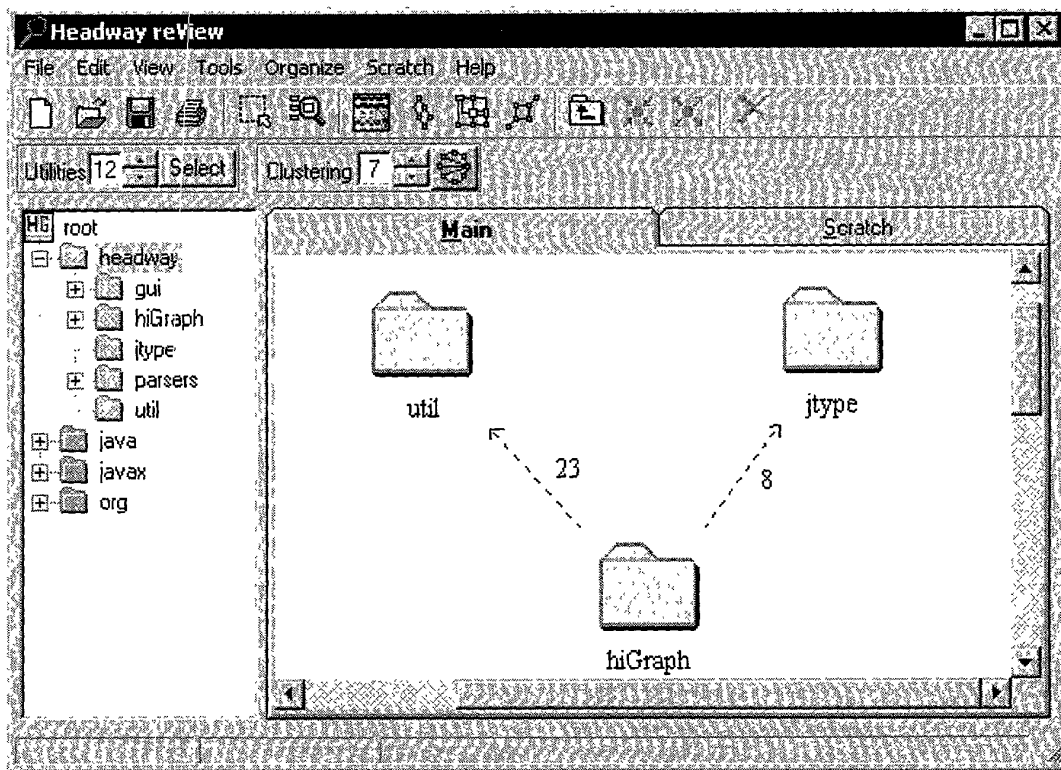 Headway reView
File Edit View Tools Organize Scratch Help
Utilities 12 Select Clustering 7
HG root
headway
gui
hiGraph
jtype
parsers
util
java
javax
org
Main Scratch
util
jtype
23
8
hiGraph